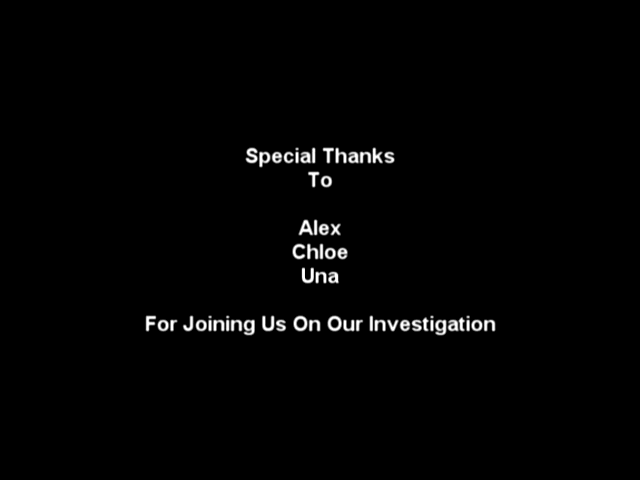 Special Thanks
To
Alex
Chloe
Una
For Joining Us On Our Investigation